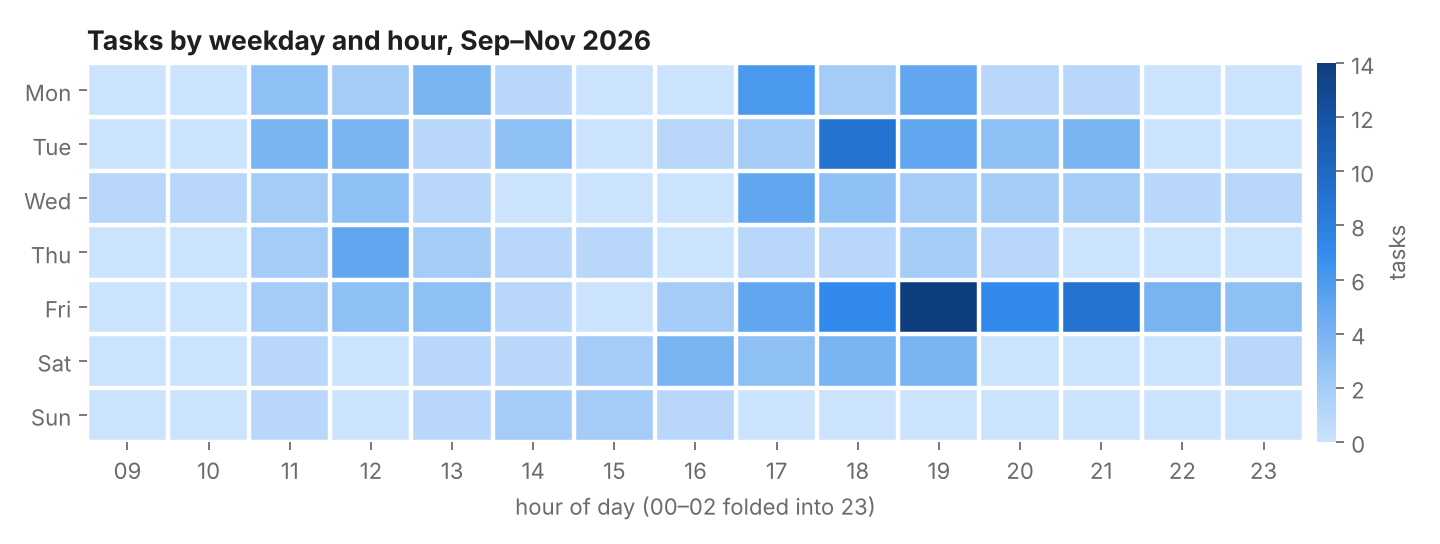 Tasks by weekday and hour, Sep–Nov 2026
Mon
Tue
Wed
Thu
Fri
Sat
Sun
09 10 11 12 13 14 15 16 17 18 19 20 21 22 23
hour of day (00–02 folded into 23)
14
12
10
8
6
4
2
0
tasks